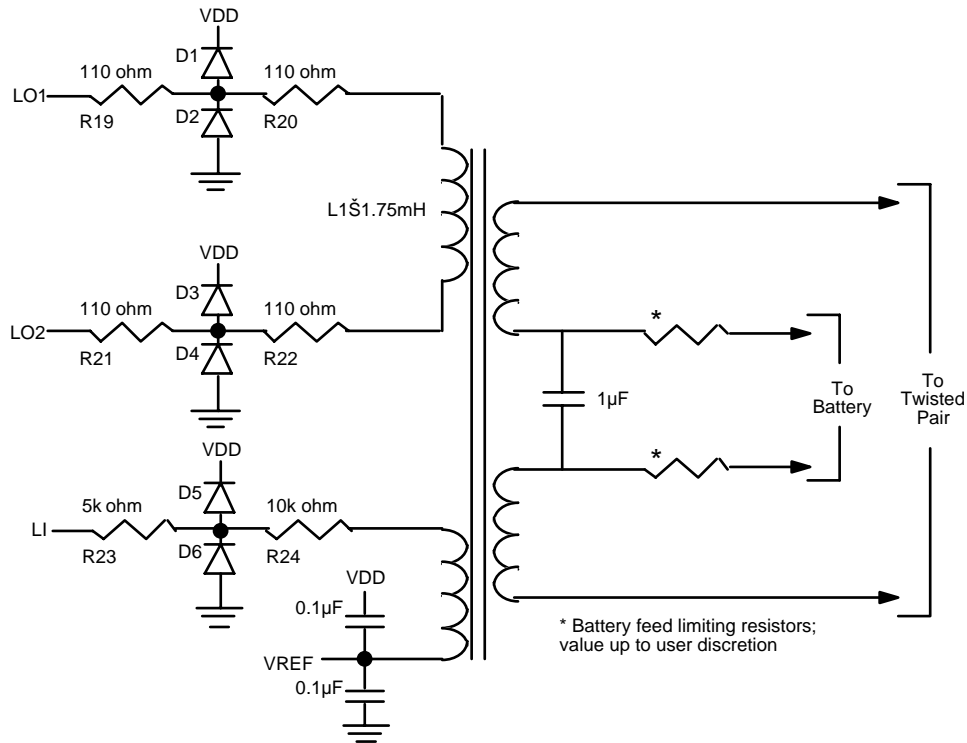 VDD
D1
110 ohm
110 ohm
LO1
D2
R19
R20
L1Š1.75mH
VDD
D3
110 ohm
110 ohm
*
LO2
D4
R21
R22
1µF
To
Battery
To
Twisted
Pair
VDD
*
D5
5k ohm
10k ohm
LI
D6
R23
R24
VDD
0.1µF
* Battery feed limiting resistors;
value up to user discretion
VREF
0.1µF